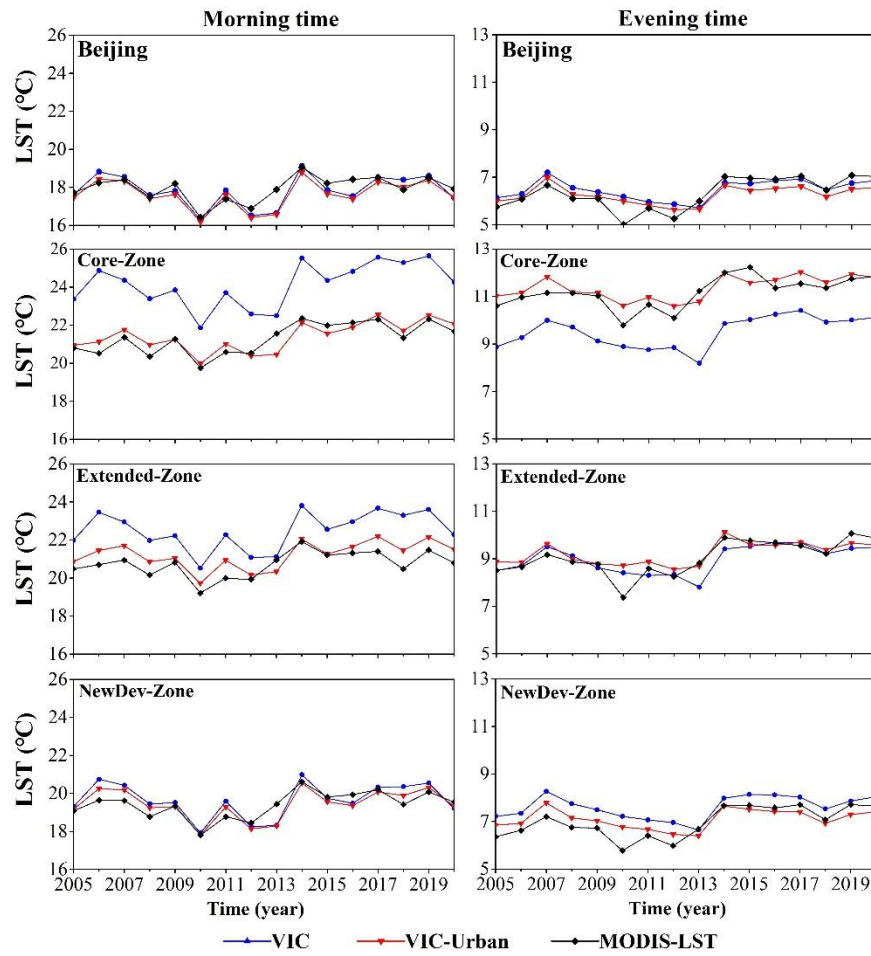 Morning time
Evening time
Beijing
Beijing
LST (℃)
26
24
22
20
18
16
LST (℃)
13
11
9
7
5
Core-Zone
Core-Zone
LST (℃)
26
24
22
20
18
16
13
11
9
7
5
Extended-Zone
Extended-Zone
LST (℃)
26
24
22
20
18
16
13
11
9
7
5
NewDev-Zone
NewDev-Zone
LST (℃)
26
24
22
20
18
16
13
11
9
7
5
2005 2007 2009 2011 2013 2015 2017 2019
2005 2007 2009 2011 2013 2015 2017 2019
Time (year)
Time (year)
VIC VIC-Urban MODIS-LST